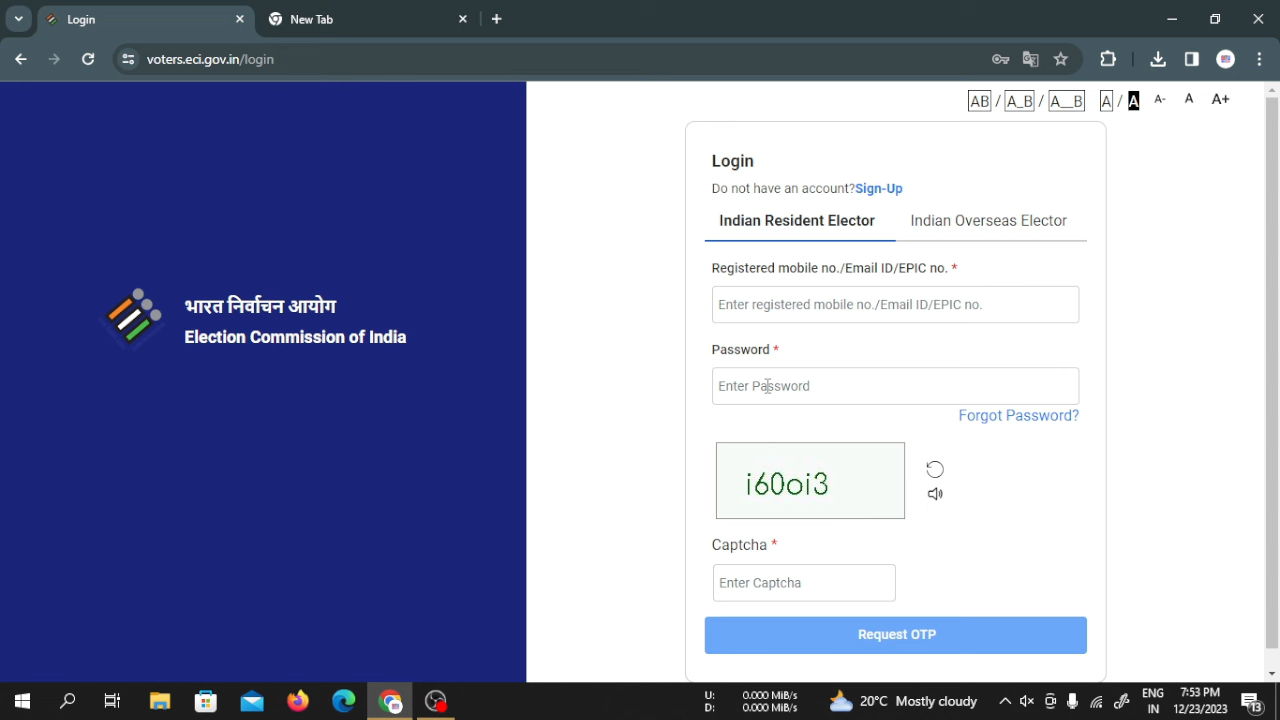 Login
New Tab
voters.eci.gov.in/login
AB / A_B / A__B A / A A- A A+
भारत निर्वाचन आयोग
Election Commission of India
Login
Do not have an account?Sign-Up
Indian Resident Elector Indian Overseas Elector
Registered mobile no./Email ID/EPIC no. *
Enter registered mobile no./Email ID/EPIC no.
Password *
Enter Password
Forgot Password?
i60oi3
Captcha *
Enter Captcha
Request OTP
U: 0.000 MiB/s
D: 0.000 MiB/s
20°C Mostly cloudy
ENG
IN
7:53 PM
12/23/2023
13